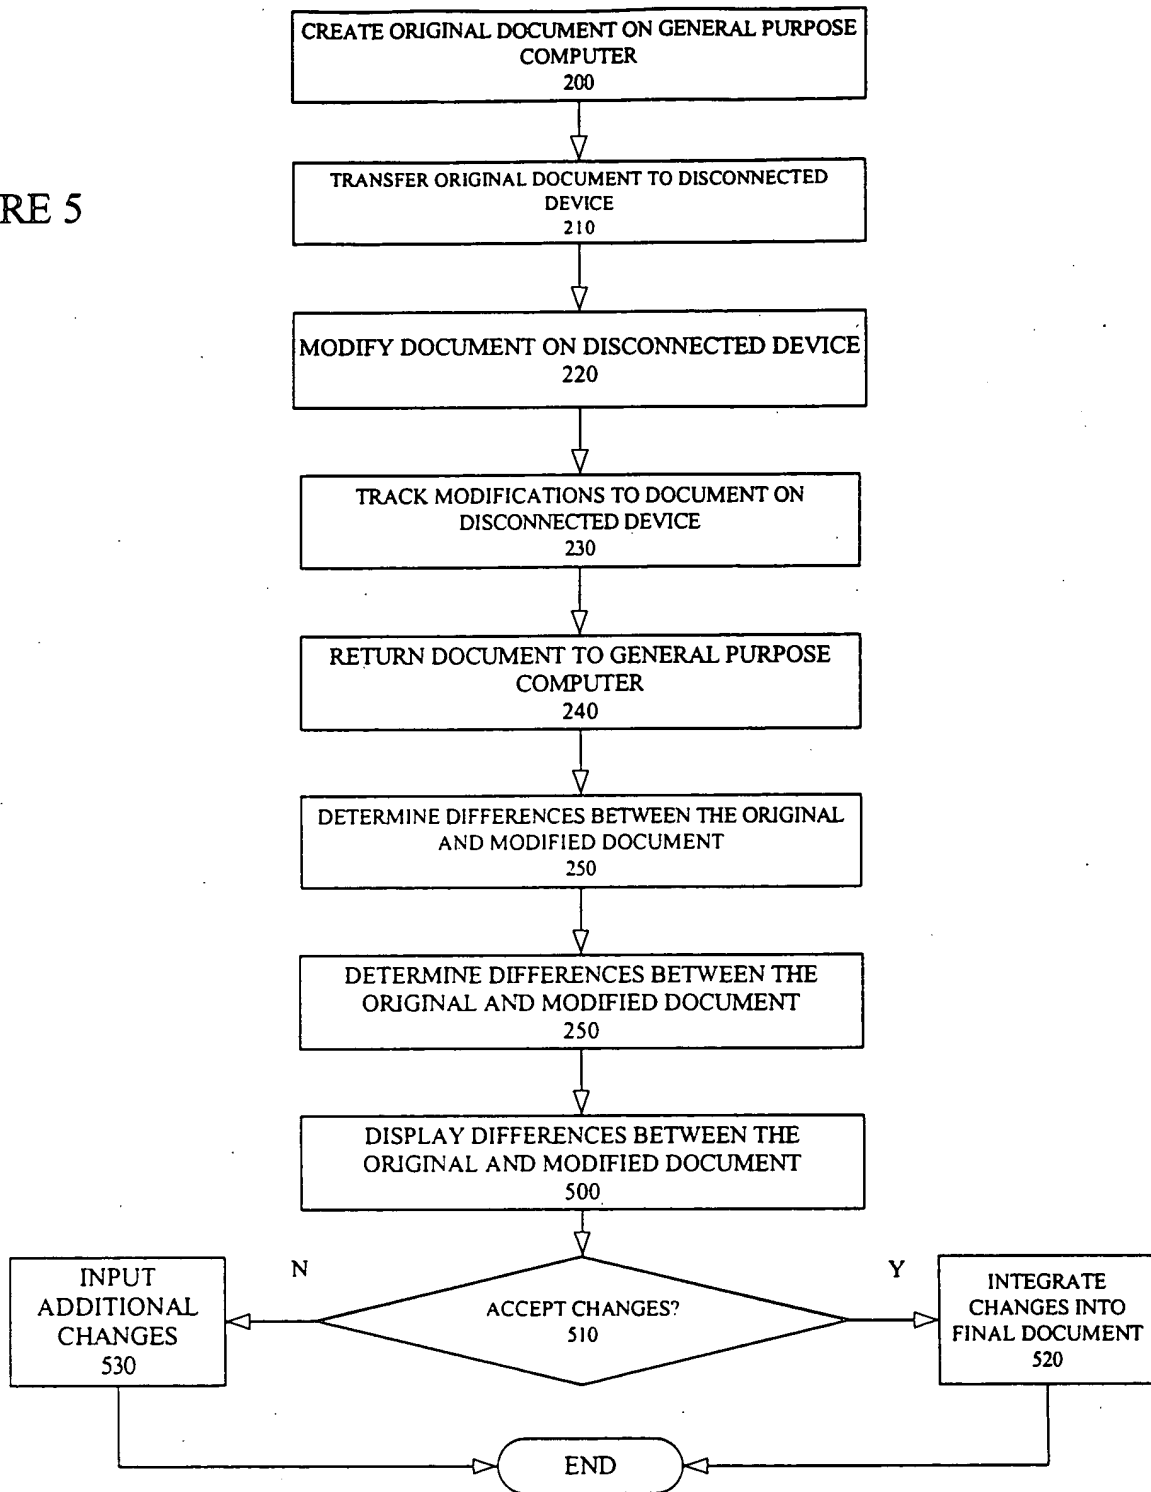 CREATE ORIGINAL DOCUMENT ON GENERAL PURPOSE
COMPUTER
200
TRANSFER ORIGINAL DOCUMENT TO DISCONNECTED
DEVICE
210
RE 5
MODIFY DOCUMENT ON DISCONNECTED DEVICE
220
TRACK MODIFICATIONS TO DOCUMENT ON
DISCONNECTED DEVICE
230
RETURN DOCUMENT TO GENERAL PURPOSE
COMPUTER
240
DETERMINE DIFFERENCES BETWEEN THE ORIGINAL
AND MODIFIED DOCUMENT
250
DETERMINE DIFFERENCES BETWEEN THE
ORIGINAL AND MODIFIED DOCUMENT
250
DISPLAY DIFFERENCES BETWEEN THE
ORIGINAL AND MODIFIED DOCUMENT
500
N
Y
INPUT
ADDITIONAL
CHANGES
530
ACCEPT CHANGES?
510
INTEGRATE
CHANGES INTO
FINAL DOCUMENT
520
END